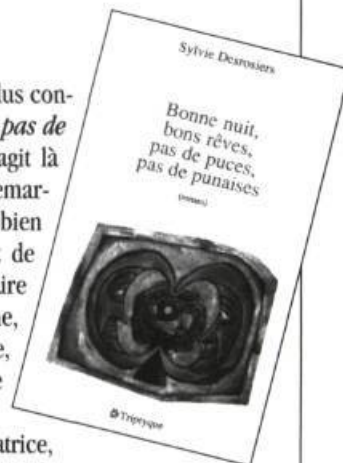 lus con-
pas de
agit là
emar-
bien
de
ire
ne,
e,
e
atrice,
Sylvie Desrosiers
Bonne nuit,
bons rêves,
pas de puces,
pas de punaises
(roman)
Triptyque